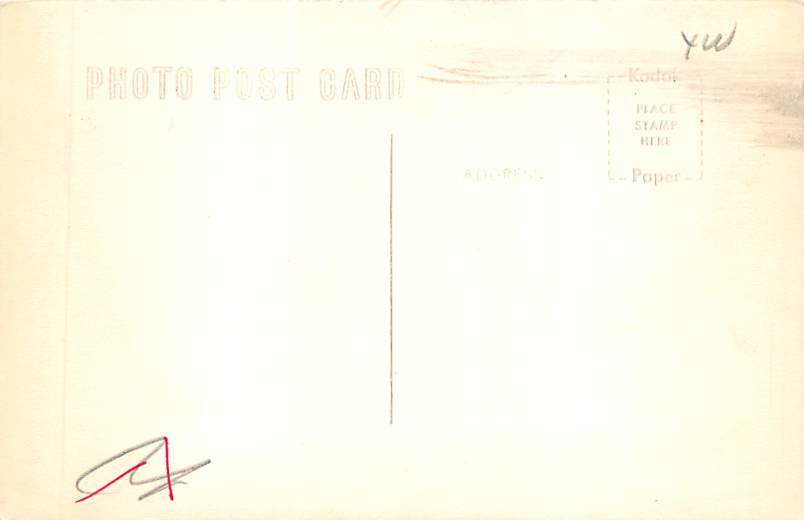 PHOTO POST CARD
ADDRESS
Kodak
PLACE
STAMP
HERE
Paper